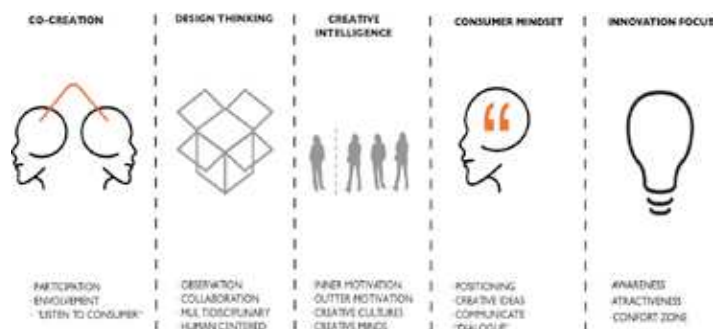 CO-CREATION
DESIGN THINKING
CREATIVE
INTELLIGENCE
CONSUMER MINDSET
INNOVATION FOCUS
PARTICIPATION
ENVOLVEMENT
"LISTEN TO CONSUMER"
OBSERVATION
COLLABORATION
MULTIDISCIPLINARY
HUMAN CENTERED
INNER MOTIVATION
OUTTER MOTIVATION
CREATIVE CULTURES
CREATIVE MINDS
POSITIONING
CREATIVE IDEAS
COMMUNICATE
"DIALOGUE"
AWARENESS
ATRACTIVENESS
CONFORT ZONE